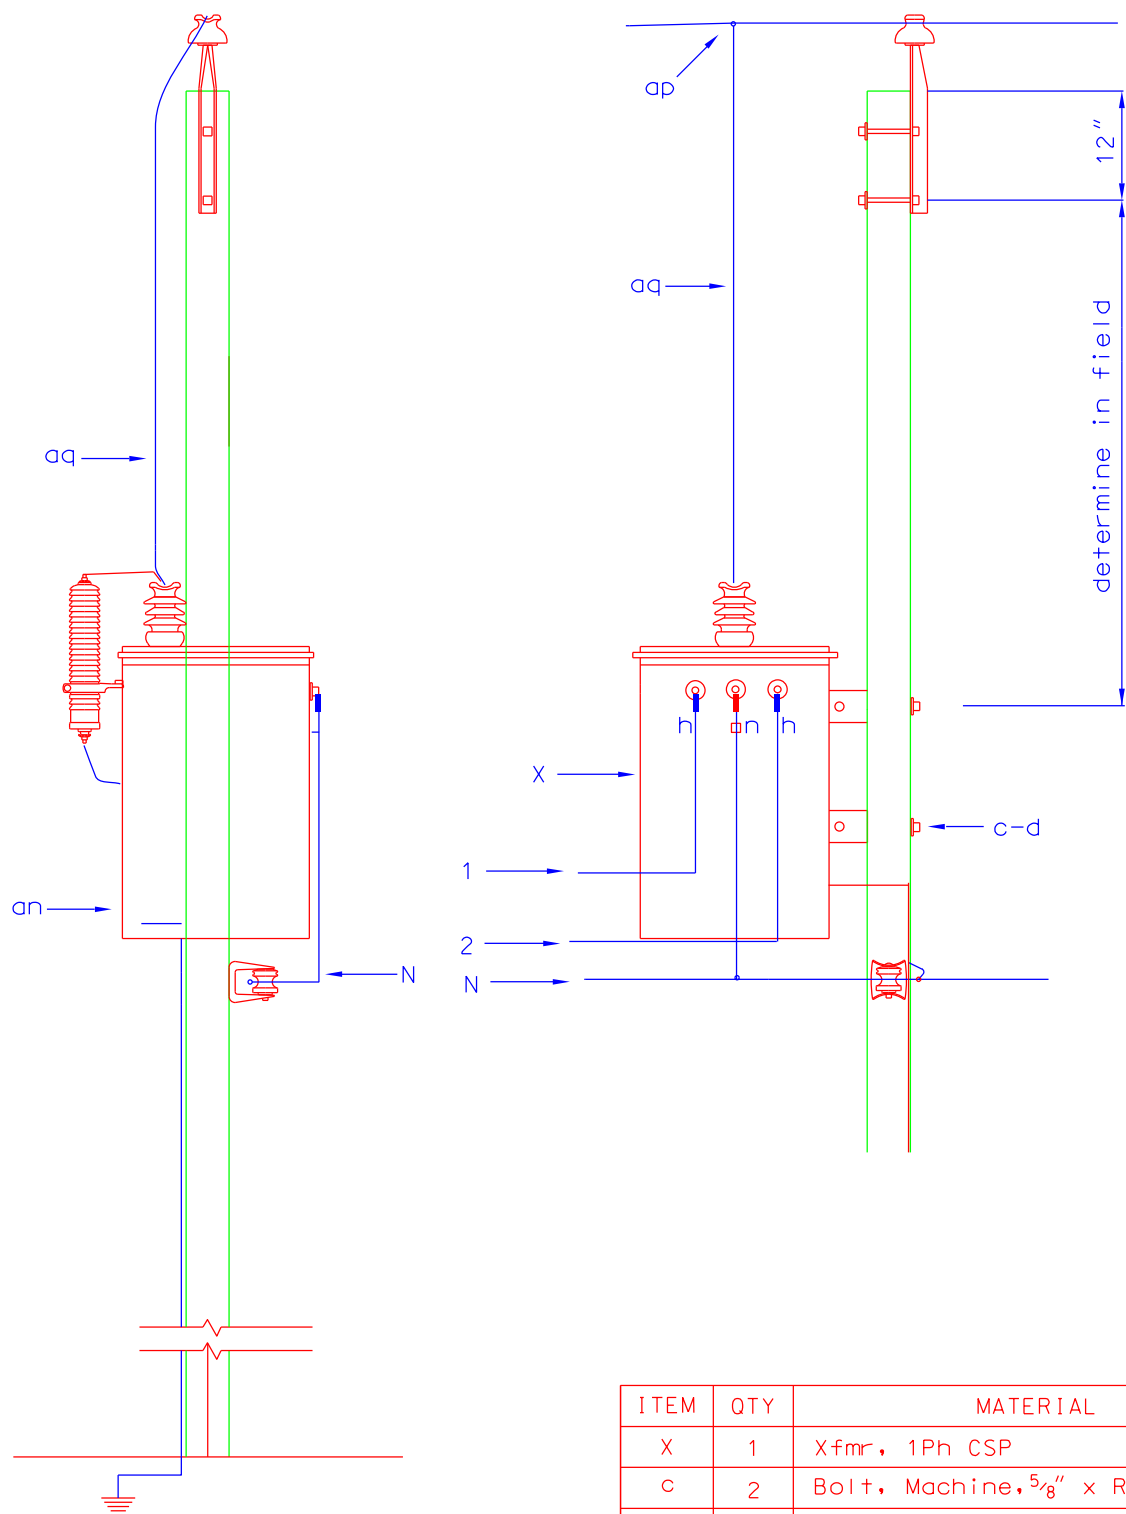 ap
12"
aq
determine in field
aq
h n h
X
c-d
1
an
2
N
N
ITEM QTY MATERIAL
X 1 Xfmr, 1Ph CSP
c 2 Bolt, Machine, 5/8" x R